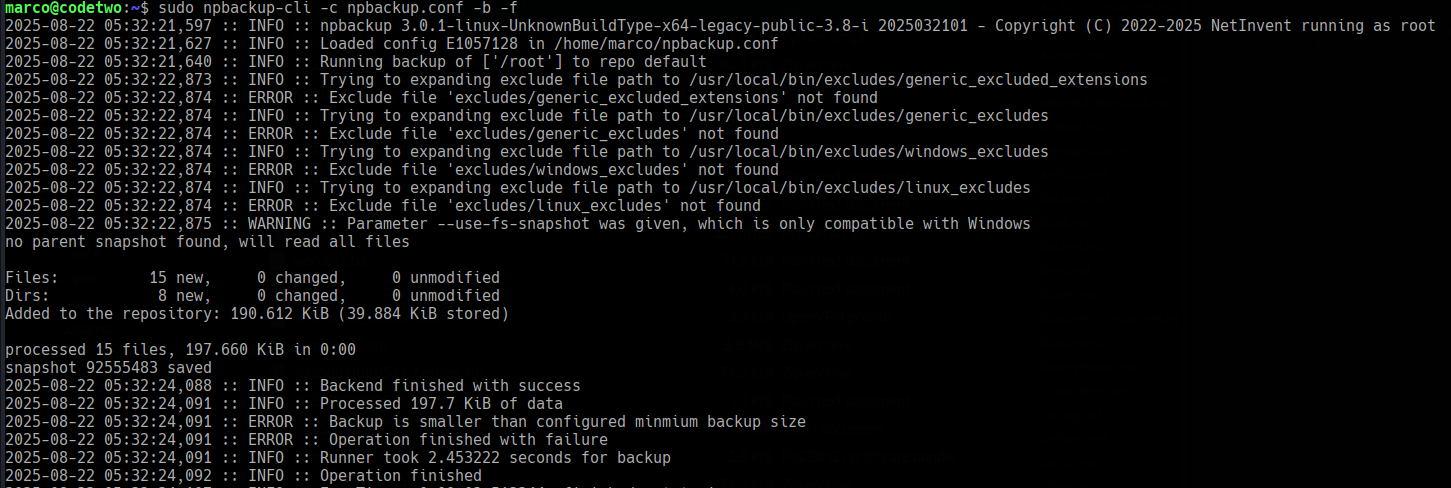 marco@codetwo:~$ sudo npbackup-cli -c npbackup.conf -b -f
2025-08-22 05:32:21,597 :: INFO :: npbackup 3.0.1-linux-UnknownBuildType-x64-legacy-public-3.8-i 2025032101 - Copyright (C) 2022-2025 NetInvent running as root
2025-08-22 05:32:21,627 :: INFO :: Loaded config E1057128 in /home/marco/npbackup.conf
2025-08-22 05:32:21,640 :: INFO :: Running backup of ['/root'] to repo default
2025-08-22 05:32:22,873 :: INFO :: Trying to expanding exclude file path to /usr/local/bin/excludes/generic_excluded_extensions
2025-08-22 05:32:22,874 :: ERROR :: Exclude file 'excludes/generic_excluded_extensions' not found
2025-08-22 05:32:22,874 :: INFO :: Trying to expanding exclude file path to /usr/local/bin/excludes/generic_excludes
2025-08-22 05:32:22,874 :: ERROR :: Exclude file 'excludes/generic_excludes' not found
2025-08-22 05:32:22,874 :: INFO :: Trying to expanding exclude file path to /usr/local/bin/excludes/windows_excludes
2025-08-22 05:32:22,874 :: ERROR :: Exclude file 'excludes/windows_excludes' not found
2025-08-22 05:32:22,874 :: INFO :: Trying to expanding exclude file path to /usr/local/bin/excludes/linux_excludes
2025-08-22 05:32:22,874 :: ERROR :: Exclude file 'excludes/linux_excludes' not found
2025-08-22 05:32:22,875 :: WARNING :: Parameter --use-fs-snapshot was given, which is only compatible with Windows
no parent snapshot found, will read all files
Files:          15 new,     0 changed,     0 unmodified
Dirs:            8 new,     0 changed,     0 unmodified
Added to the repository: 190.612 KiB (39.884 KiB stored)
processed 15 files, 197.660 KiB in 0:00
snapshot 92555483 saved
2025-08-22 05:32:24,088 :: INFO :: Backend finished with success
2025-08-22 05:32:24,091 :: INFO :: Processed 197.7 KiB of data
2025-08-22 05:32:24,091 :: ERROR :: Backup is smaller than configured minmium backup size
2025-08-22 05:32:24,091 :: ERROR :: Operation finished with failure
2025-08-22 05:32:24,091 :: INFO :: Runner took 2.453222 seconds for backup
2025-08-22 05:32:24,092 :: INFO :: Operation finished